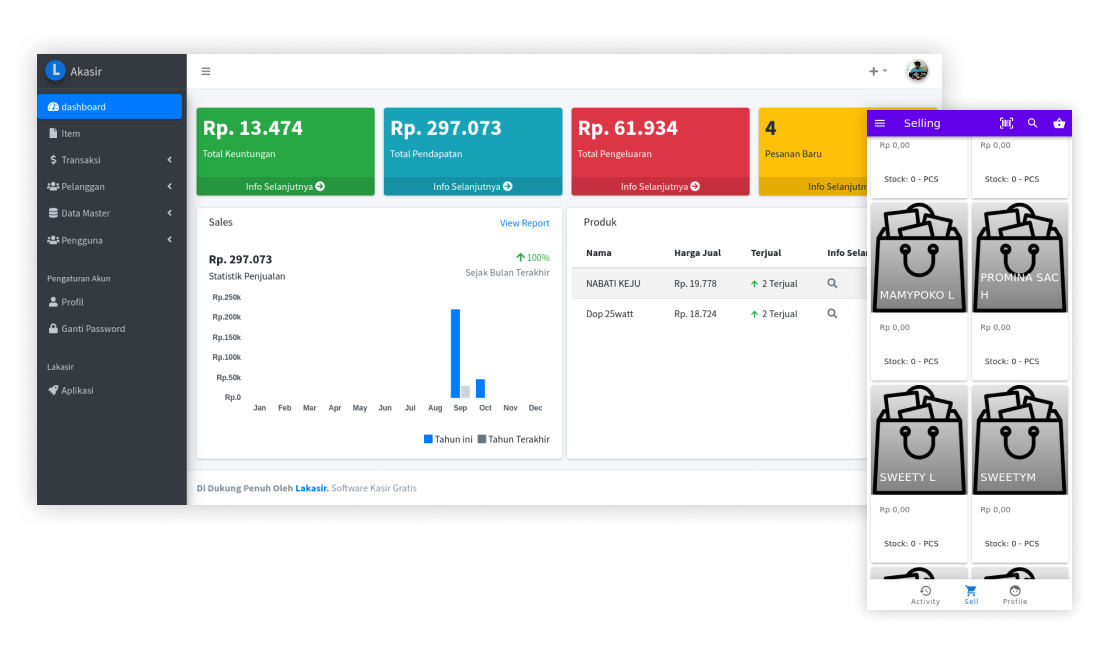 L Akasir
dashboard
Item
$ Transaksi
Pelanggan
Data Master
Pengguna
Pengaturan Akun
Profil
Ganti Password
Lakasir
Aplikasi
Rp. 13.474
Total Keuntungan
Info Selanjutnya
Rp. 297.073
Total Pendapatan
Info Selanjutnya
Rp. 61.934
Total Pengeluaran
Info Selanjutnya
4
Pesanan Baru
Info Selanjutn
Sales
View Report
Rp. 297.073
100%
Statistik Penjualan
Sejak Bulan Terakhir
Rp.250k
Rp.200k
Rp.150k
Rp.100k
Rp.50k
Rp.0
Jan Feb Mar Apr May Jun Jul Aug Sep Oct Nov Dec
Tahun ini Tahun Terakhir
Produk
Nama Harga Jual Terjual Info Sela
NABATI KEJU Rp. 19.778 2 Terjual
Dop 25watt Rp. 18.724 2 Terjual
Di Dukung Penuh Oleh Lakasir. Software Kasir Gratis
Selling
Rp 0,00 Rp 0,00
Stock: 0 - PCS Stock: 0 - PCS
MAMYPOKO L
PROMINA SAC
H
Rp 0,00 Rp 0,00
Stock: 0 - PCS Stock: 0 - PCS
SWEETY L SWEETYM
Rp 0,00 Rp 0,00
Stock: 0 - PCS Stock: 0 - PCS
Activity Sell Profile